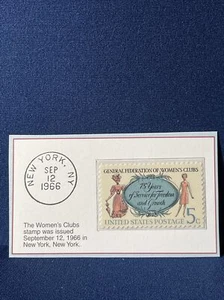 NEW YORK, NY
SEP
12
1966
GENERAL FEDERATION OF WOMEN'S CLUBS
75 Years
of Service for Freedom
and Growth
UNITED STATES POSTAGE
5c
The Women's Clubs
stamp was issued
September 12, 1966 in
New York, New York.